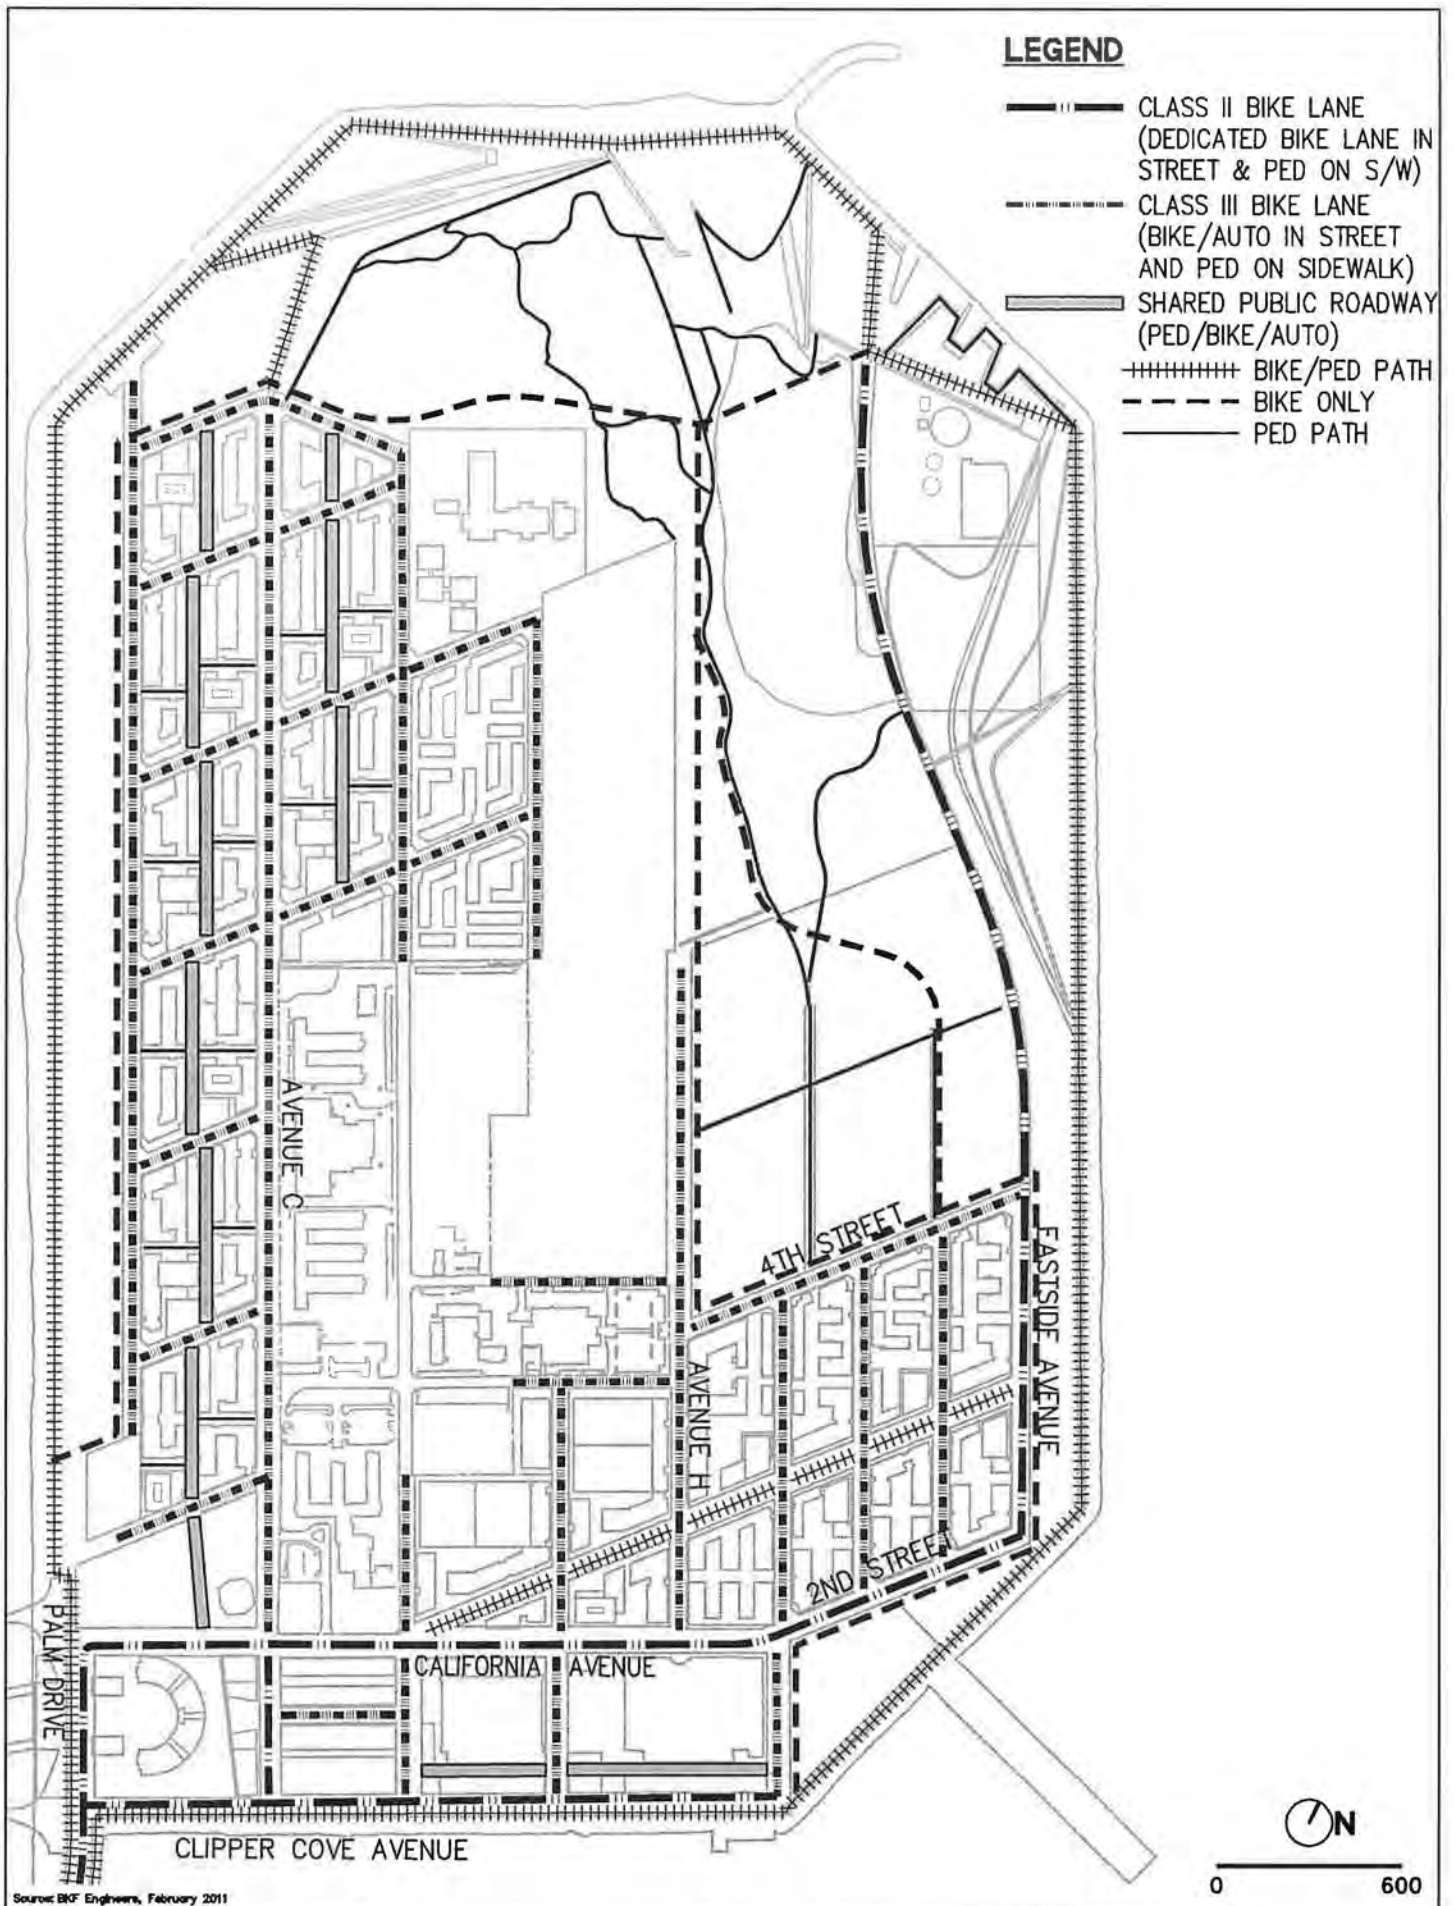 LEGEND
CLASS II BIKE LANE
(DEDICATED BIKE LANE IN
STREET & PED ON S/W)
CLASS III BIKE LANE
(BIKE/AUTO IN STREET
AND PED ON SIDEWALK)
SHARED PUBLIC ROADWAY
(PED/BIKE/AUTO)
BIKE/PED PATH
BIKE ONLY
PED PATH
AVENUE C
4TH STREET
EASTSIDE AVENUE
AVENUE H
2ND STREET
PALM DRIVE
CALIFORNIA AVENUE
CLIPPER COVE AVENUE
N
0 600
Source: BKF Engineers, February 2011